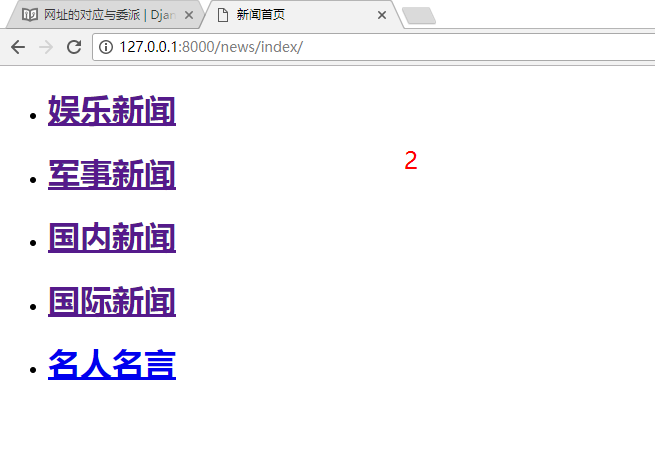 网址的对应与委派 | Djan
新闻首页
127.0.0.1:8000/news/index/
娱乐新闻
2
军事新闻
国内新闻
国际新闻
名人名言